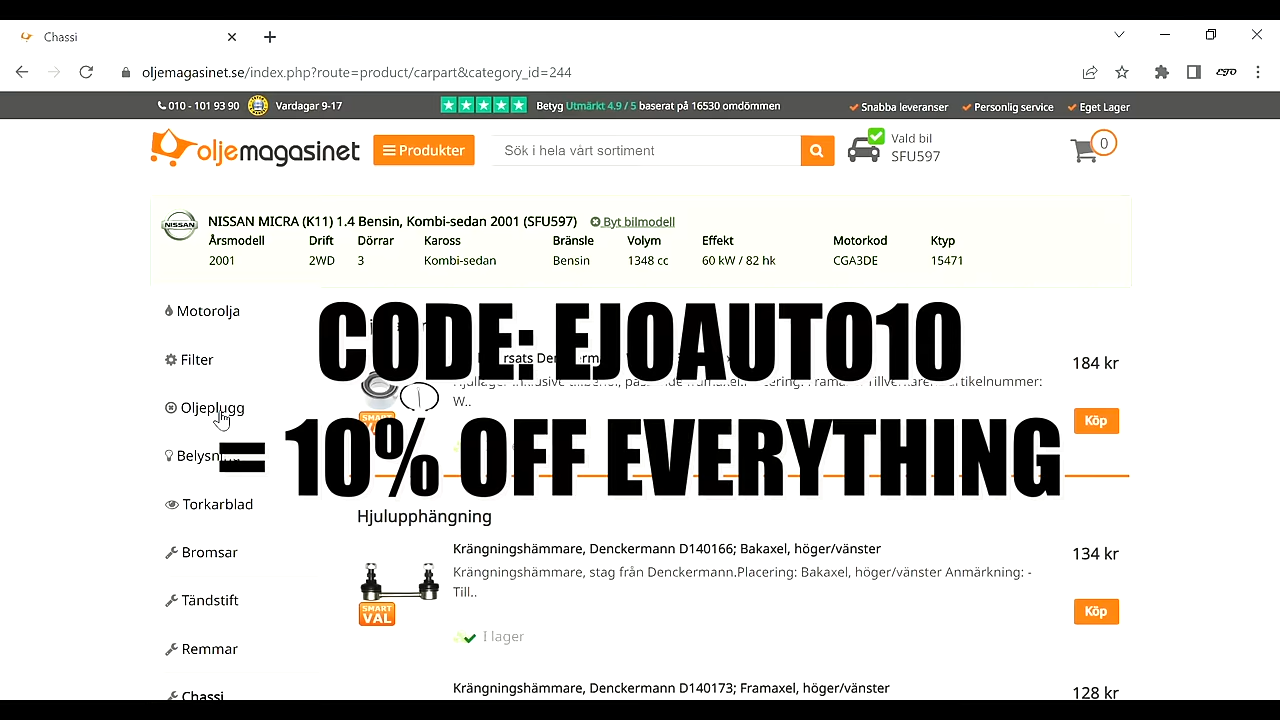 Chassi
oljemagasinet.se/index.php?route=product/carpart&category_id=244
010 - 101 93 90 Vardagar 9-17 Betyg Utmärkt 4.9 / 5 baserat på 16530 omdömmen Snabba leveranser Personlig service Eget Lager
oljemagasinet Produkter Sök i hela vårt sortiment Vald bil
SFU597
0
NISSAN
NISSAN MICRA (K11) 1.4 Bensin, Kombi-sedan 2001 (SFU597) Byt bilmodell
Årsmodell Drift Dörrar Kaross Bränsle Volym Effekt Motorkod Ktyp
2001 2WD 3 Kombi-sedan Bensin 1348 cc 60 kW / 82 hk CGA3DE 15471
Motorolja
CODE: EJOAUTO10
Filter
184 kr
artikelnummer:
W..
Oljeplugg
Köp
= 10% OFF EVERYTHING
Torkarblad
Hjulupphängning
Bromsar
Krängningshämmare, Denckermann D140166; Bakaxel, höger/vänster
134 kr
Krängningshämmare, stag från Denckermann.Placering: Bakaxel, höger/vänster Anmärkning: -
Till..
SMART
VAL
Köp
Tändstift
I lager
Remmar
Krängningshämmare, Denckermann D140173; Framaxel, höger/vänster
128 kr
Chassi